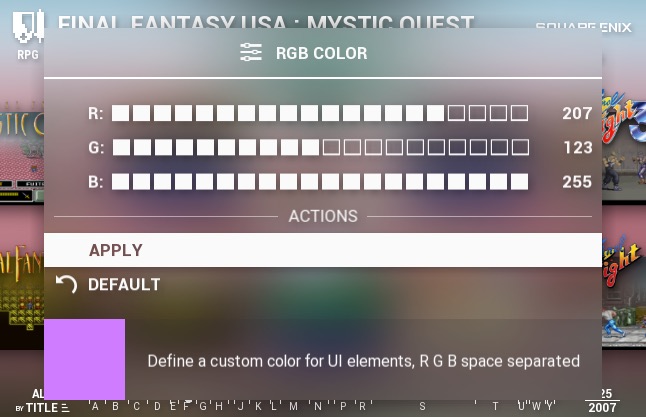 FINAL FANTASY USA : MYSTIC QUEST
SQUARE ENIX
RPG
RGB COLOR
R: 207
G: 123
B: 255
ACTIONS
APPLY
DEFAULT
Define a custom color for UI elements, R G B space separated
BY TITLE
A B C D E F G H J K L M N P R S T U W Y
2007